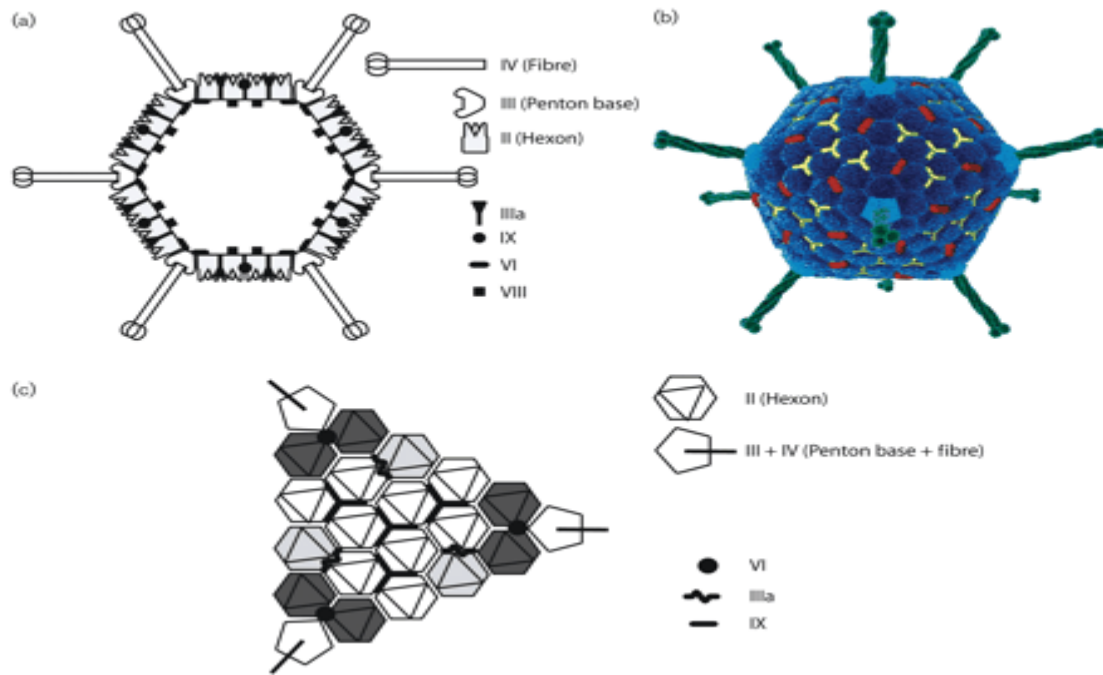 (a)
IV (Fibre)
III (Penton base)
II (Hexon)
IIIa
IX
VI
VIII
(b)
(c)
II (Hexon)
III + IV (Penton base + fibre)
VI
IIIa
IX